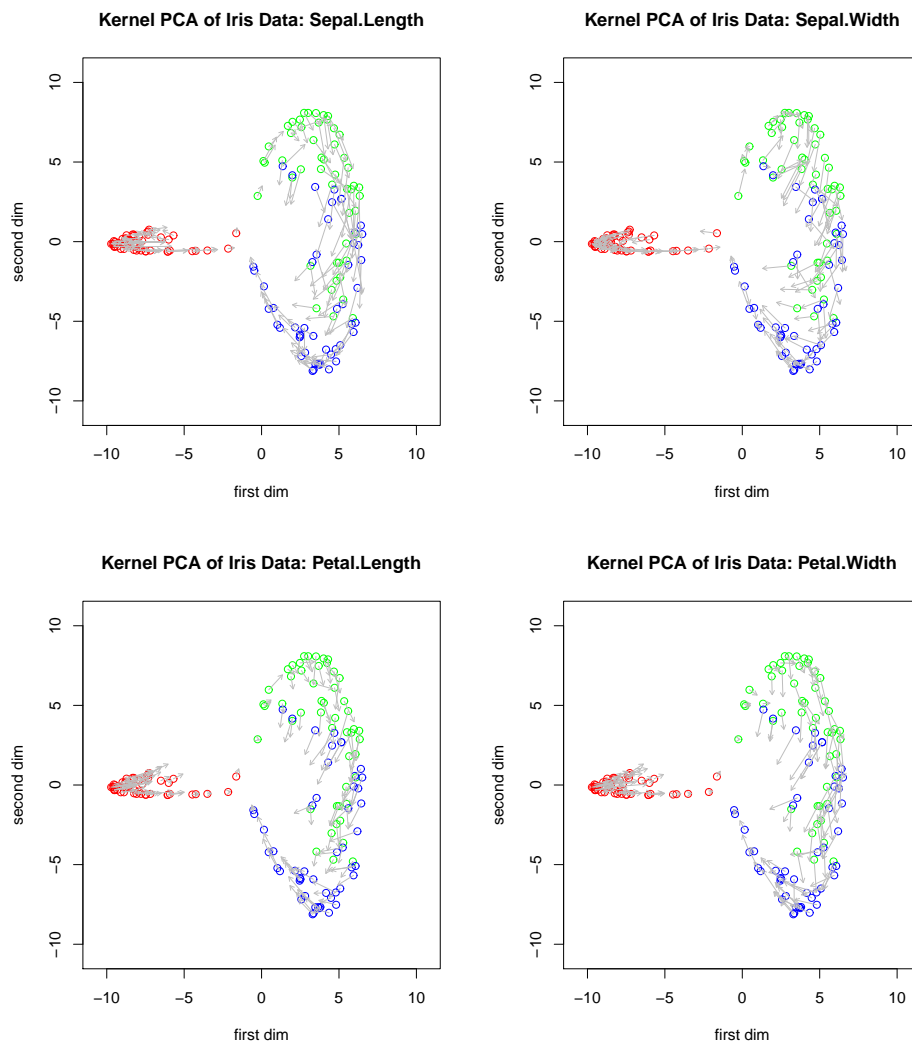 Kernel PCA of Iris Data: Sepal.Length
second dim
10
5
0
−5
−10
−10 −5 0 5 10
first dim
Kernel PCA of Iris Data: Sepal.Width
second dim
10
5
0
−5
−10
−10 −5 0 5 10
first dim
Kernel PCA of Iris Data: Petal.Length
second dim
10
5
0
−5
−10
−10 −5 0 5 10
first dim
Kernel PCA of Iris Data: Petal.Width
second dim
10
5
0
−5
−10
−10 −5 0 5 10
first dim